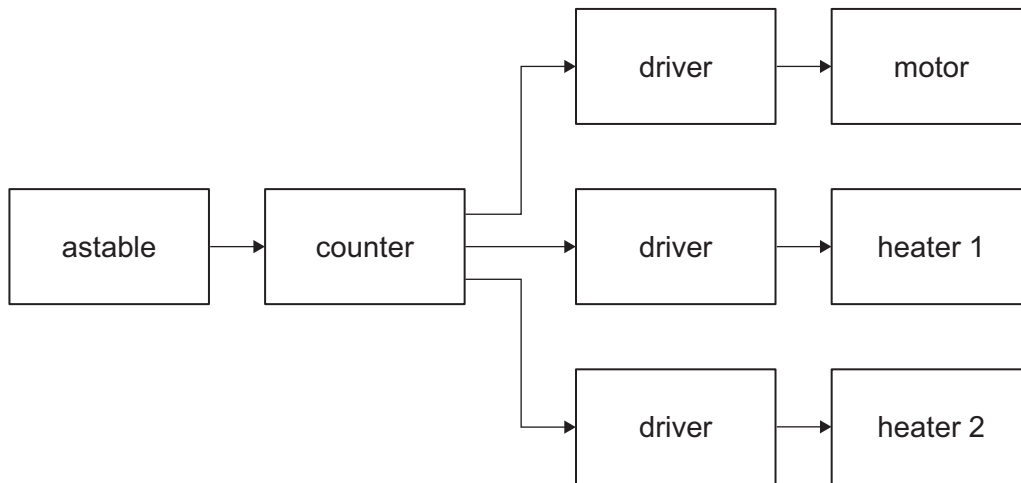 driver
motor
astable
counter
driver
heater 1
driver
heater 2